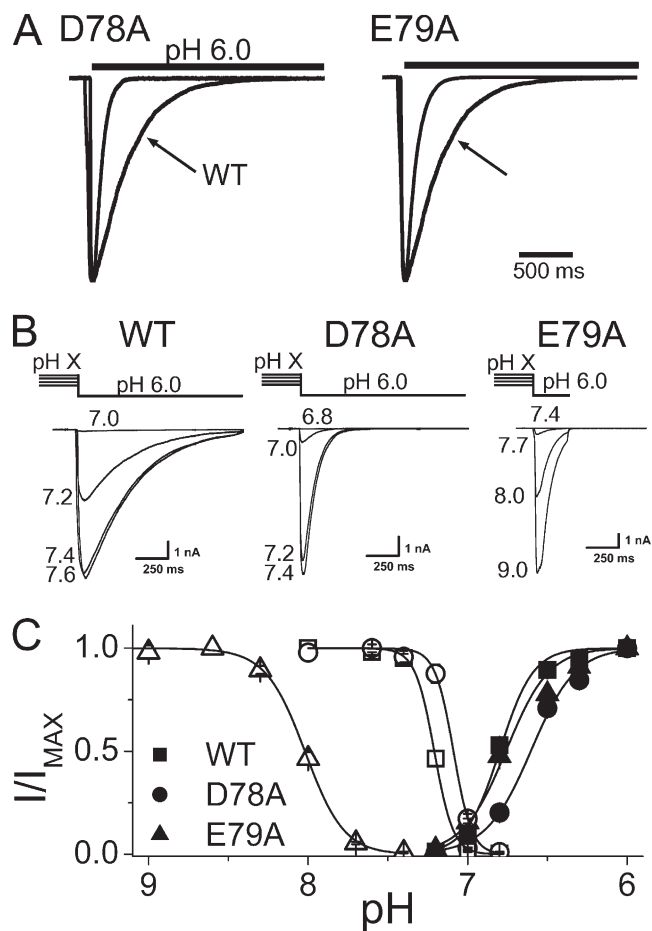 A
D78A
E79A
pH 6.0
WT
500 ms
B
WT
D78A
E79A
pH X
pH 6.0
pH X
pH 6.0
pH X
pH 6.0
7.0
6.8
7.4
7.0
7.7
7.2
8.0
7.4
7.2
7.6
7.4
9.0
1 nA
250 ms
1 nA
250 ms
1 nA
250 ms
C
1.0
0.5
0.0
I/IMAX
WT
D78A
E79A
9
8
7
6
pH